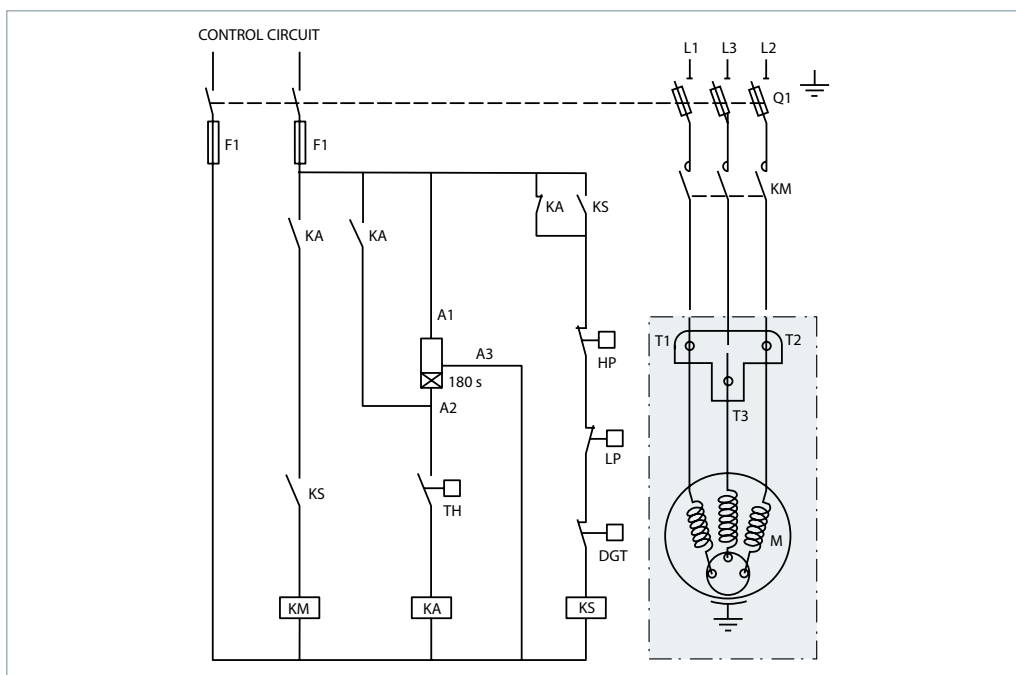 CONTROL CIRCUIT
L1 L3 L2
Q1
F1 F1
KM
KA KA KA KS
A1
T1 T2
A3
HP
180 s
A2
T3
LP
KS
TH
M
DGT
KM KA KS